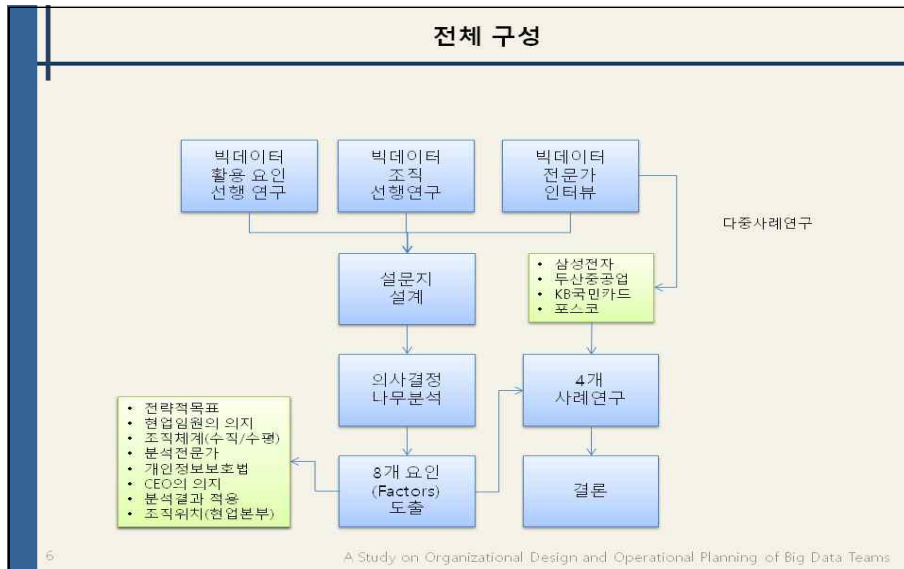 전체 구성
빅데이터
활용 요인
선행 연구
빅데이터
조직
선행연구
빅데이터
전문가
인터뷰
다중사례연구
설문지
설계
• 삼성전자
• 두산중공업
• KB국민카드
• 포스코
의사결정
나무분석
4개
사례연구
• 전략적목표
• 현업임원의 의지
• 조직체계(수직/수평)
• 분석전문가
• 개인정보보호법
• CEO의 의지
• 분석결과 적용
• 조직위치(현업본부)
8개 요인
(Factors)
도출
결론
6
A Study on Organizational Design and Operational Planning of Big Data Teams